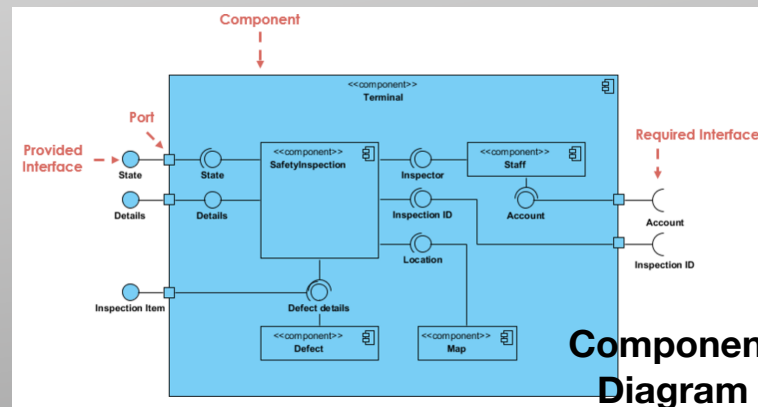 Component
<<component>>
Terminal
Port
Provided
Interface
Required Interface
<<component>>
SafetyInspection
<<component>>
Staff
State
State
Inspector
Details
Details
Inspection ID
Account
Account
Location
Inspection ID
Inspection Item
Defect details
<<component>>
Defect
<<component>>
Map
Componen
Diagram